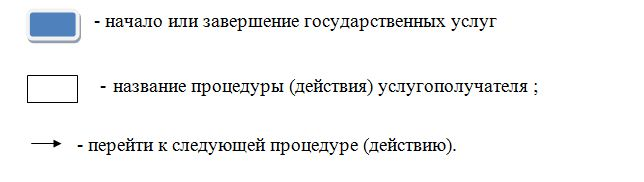 - начало или завершение государственных услуг
- название процедуры (действия) услугополучателя ;
- перейти к следующей процедуре (действию).